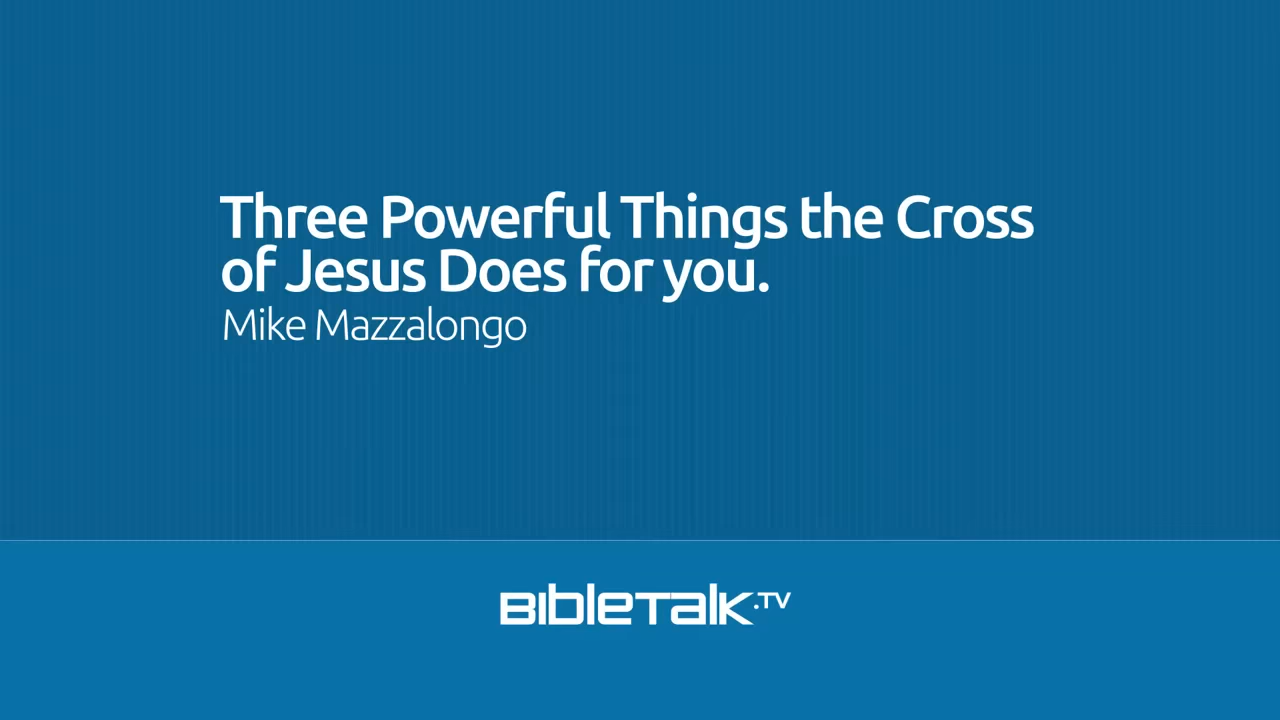 Three Powerful Things the Cross
of Jesus Does for you.
Mike Mazzalongo
BibleTalk.TV